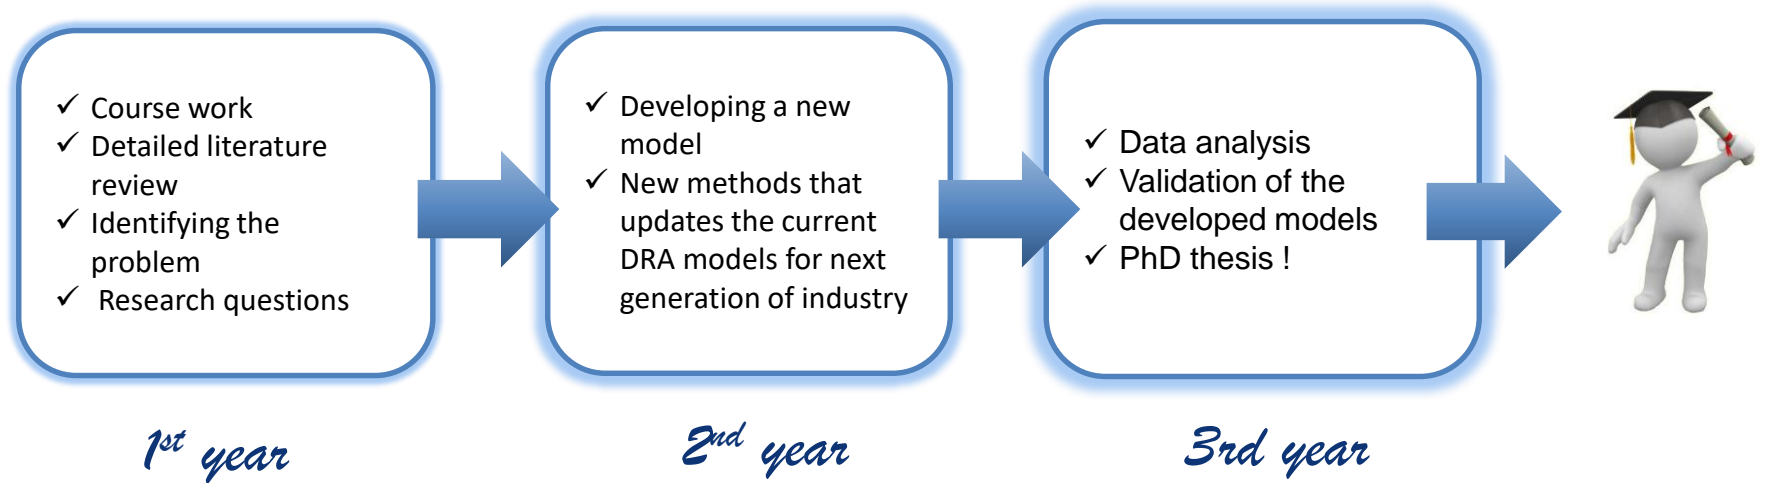 ✓ Course work
✓ Detailed literature
review
✓ Identifying the
problem
✓ Research questions
1st year
✓ Developing a new
model
✓ New methods that
updates the current
DRA models for next
generation of industry
2nd year
✓ Data analysis
✓ Validation of the
developed models
✓ PhD thesis !
3rd year